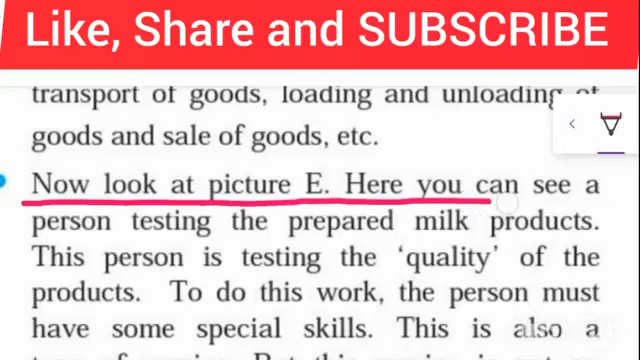 Like, Share and SUBSCRIBE
transport of goods, loading and unloading of
goods and sale of goods, etc.
Now look at picture E. Here you can see a
person testing the prepared milk products.
This person is testing the ‘quality’ of the
products. To do this work, the person must
have some special skills. This is also a